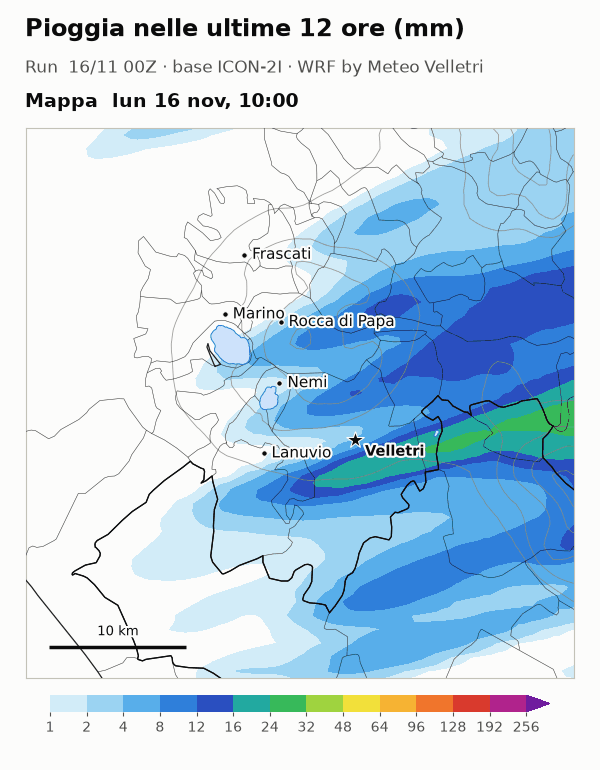 Pioggia nelle ultime 12 ore (mm)
Run 16/11 00Z · base ICON-2I · WRF by Meteo Velletri
Mappa lun 16 nov, 10:00
Frascati
Marino
Rocca di Papa
Nemi
Velletri
Lanuvio
10 km
1 2 4 8 12 16 24 32 48 64 96 128 192 256